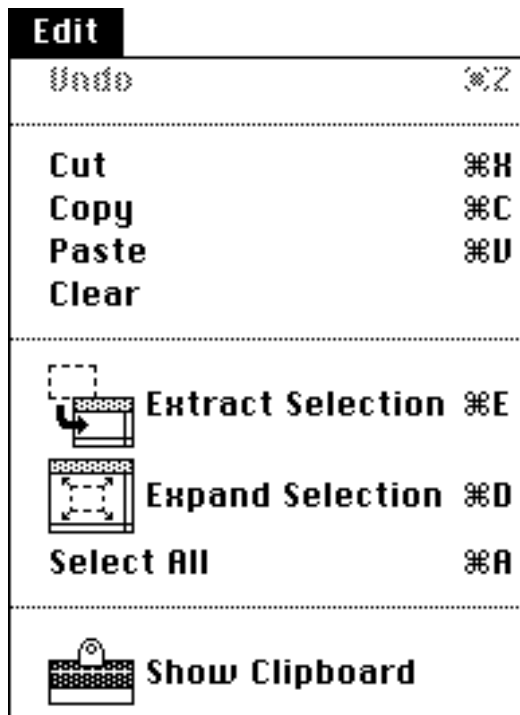 Edit
Undo ⌘Z
Cut ⌘X
Copy ⌘C
Paste ⌘V
Clear
Extract Selection ⌘E
Expand Selection ⌘D
Select All ⌘A
Show Clipboard